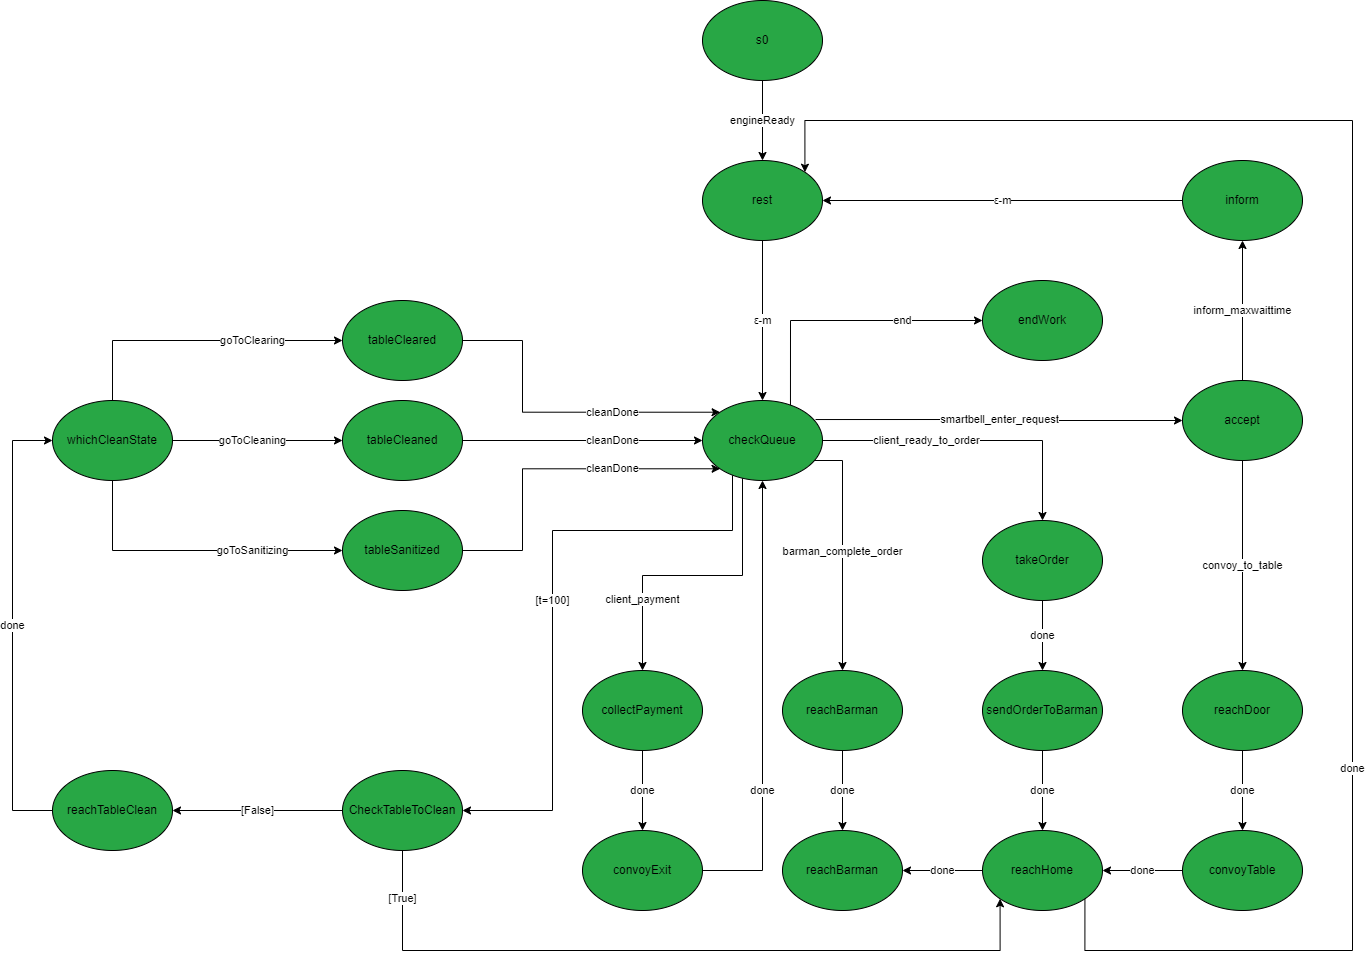 s0
engineReady
rest
ε-m
inform
ε-m
inform_maxwaittime
end
endWork
goToClearing
tableCleared
cleanDone
whichCleanState
goToCleaning
tableCleaned
cleanDone
checkQueue
smartbell_enter_request
accept
client_ready_to_order
cleanDone
goToSanitizing
tableSanitized
barman_complete_order
takeOrder
convoy_to_table
[t=100]
client_payment
done
done
collectPayment
reachBarman
sendOrderToBarman
reachDoor
done
done
done
done
done
done
reachTableClean
[False]
CheckTableToClean
convoyExit
reachBarman
done
reachHome
done
convoyTable
[True]